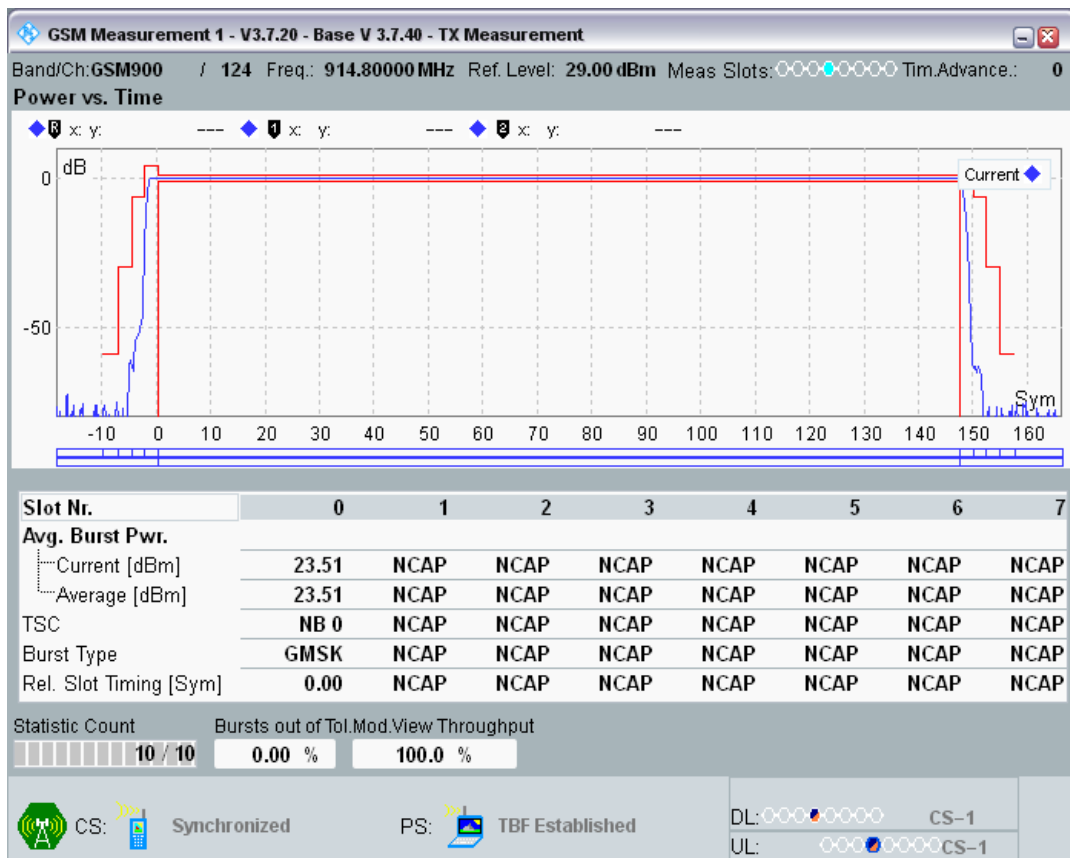 GSM Measurement 1 - V3.7.20 - Base V 3.7.40 - TX Measurement
Band/Ch:GSM900 / 124 Freq.: 914.80000 MHz Ref. Level: 29.00 dBm Meas Slots: Tim.Advance.: 0
Power vs. Time
R x: y: --- 1 x: y: --- 2 x: y: ---
dB
0
Current
-50
Sym
-10 0 10 20 30 40 50 60 70 80 90 100 110 120 130 140 150 160
Slot Nr. 0 1 2 3 4 5 6 7
Avg. Burst Pwr.
Current [dBm] 23.51 NCAP NCAP NCAP NCAP NCAP NCAP NCAP
Average [dBm] 23.51 NCAP NCAP NCAP NCAP NCAP NCAP NCAP
TSC NB 0 NCAP NCAP NCAP NCAP NCAP NCAP NCAP
Burst Type GMSK NCAP NCAP NCAP NCAP NCAP NCAP NCAP
Rel. Slot Timing [Sym] 0.00 NCAP NCAP NCAP NCAP NCAP NCAP NCAP
Statistic Count Bursts out of Tol. Mod.View Throughput
10 / 10 0.00 % 100.0 %
CS: Synchronized PS: TBF Established
DL: CS-1
UL: CS-1